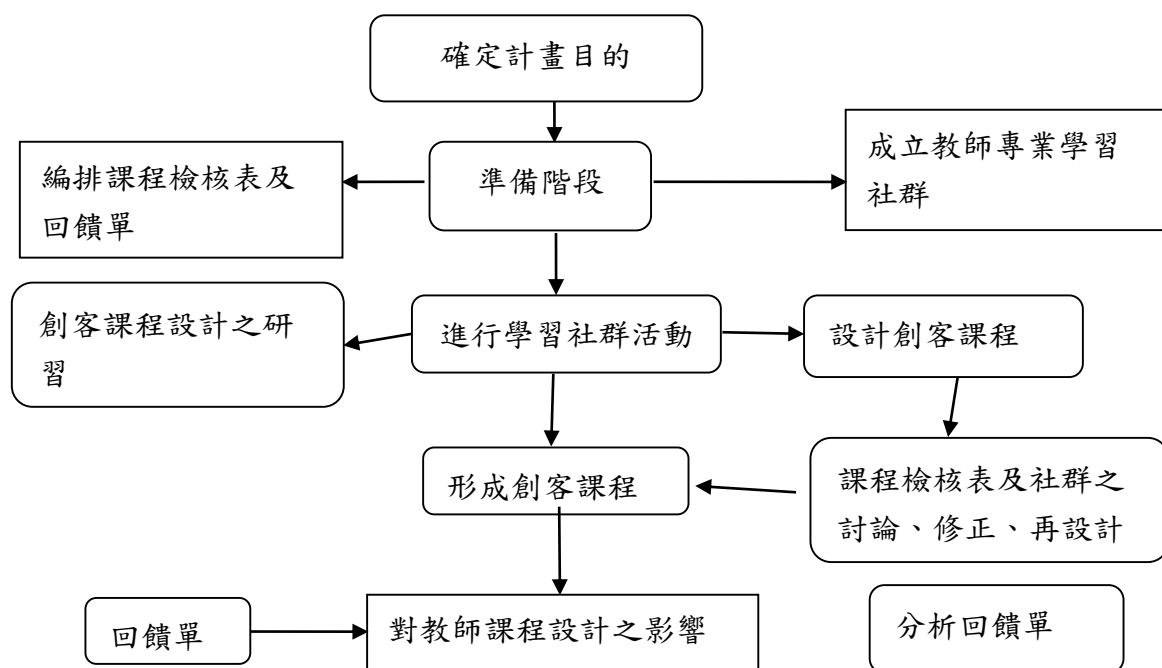 確定計畫目的
編排課程檢核表及
回饋單
準備階段
成立教師專業學習
社群
創客課程設計之研
習
進行學習社群活動
設計創客課程
形成創客課程
課程檢核表及社群之
討論、修正、再設計
回饋單
對教師課程設計之影響
分析回饋單